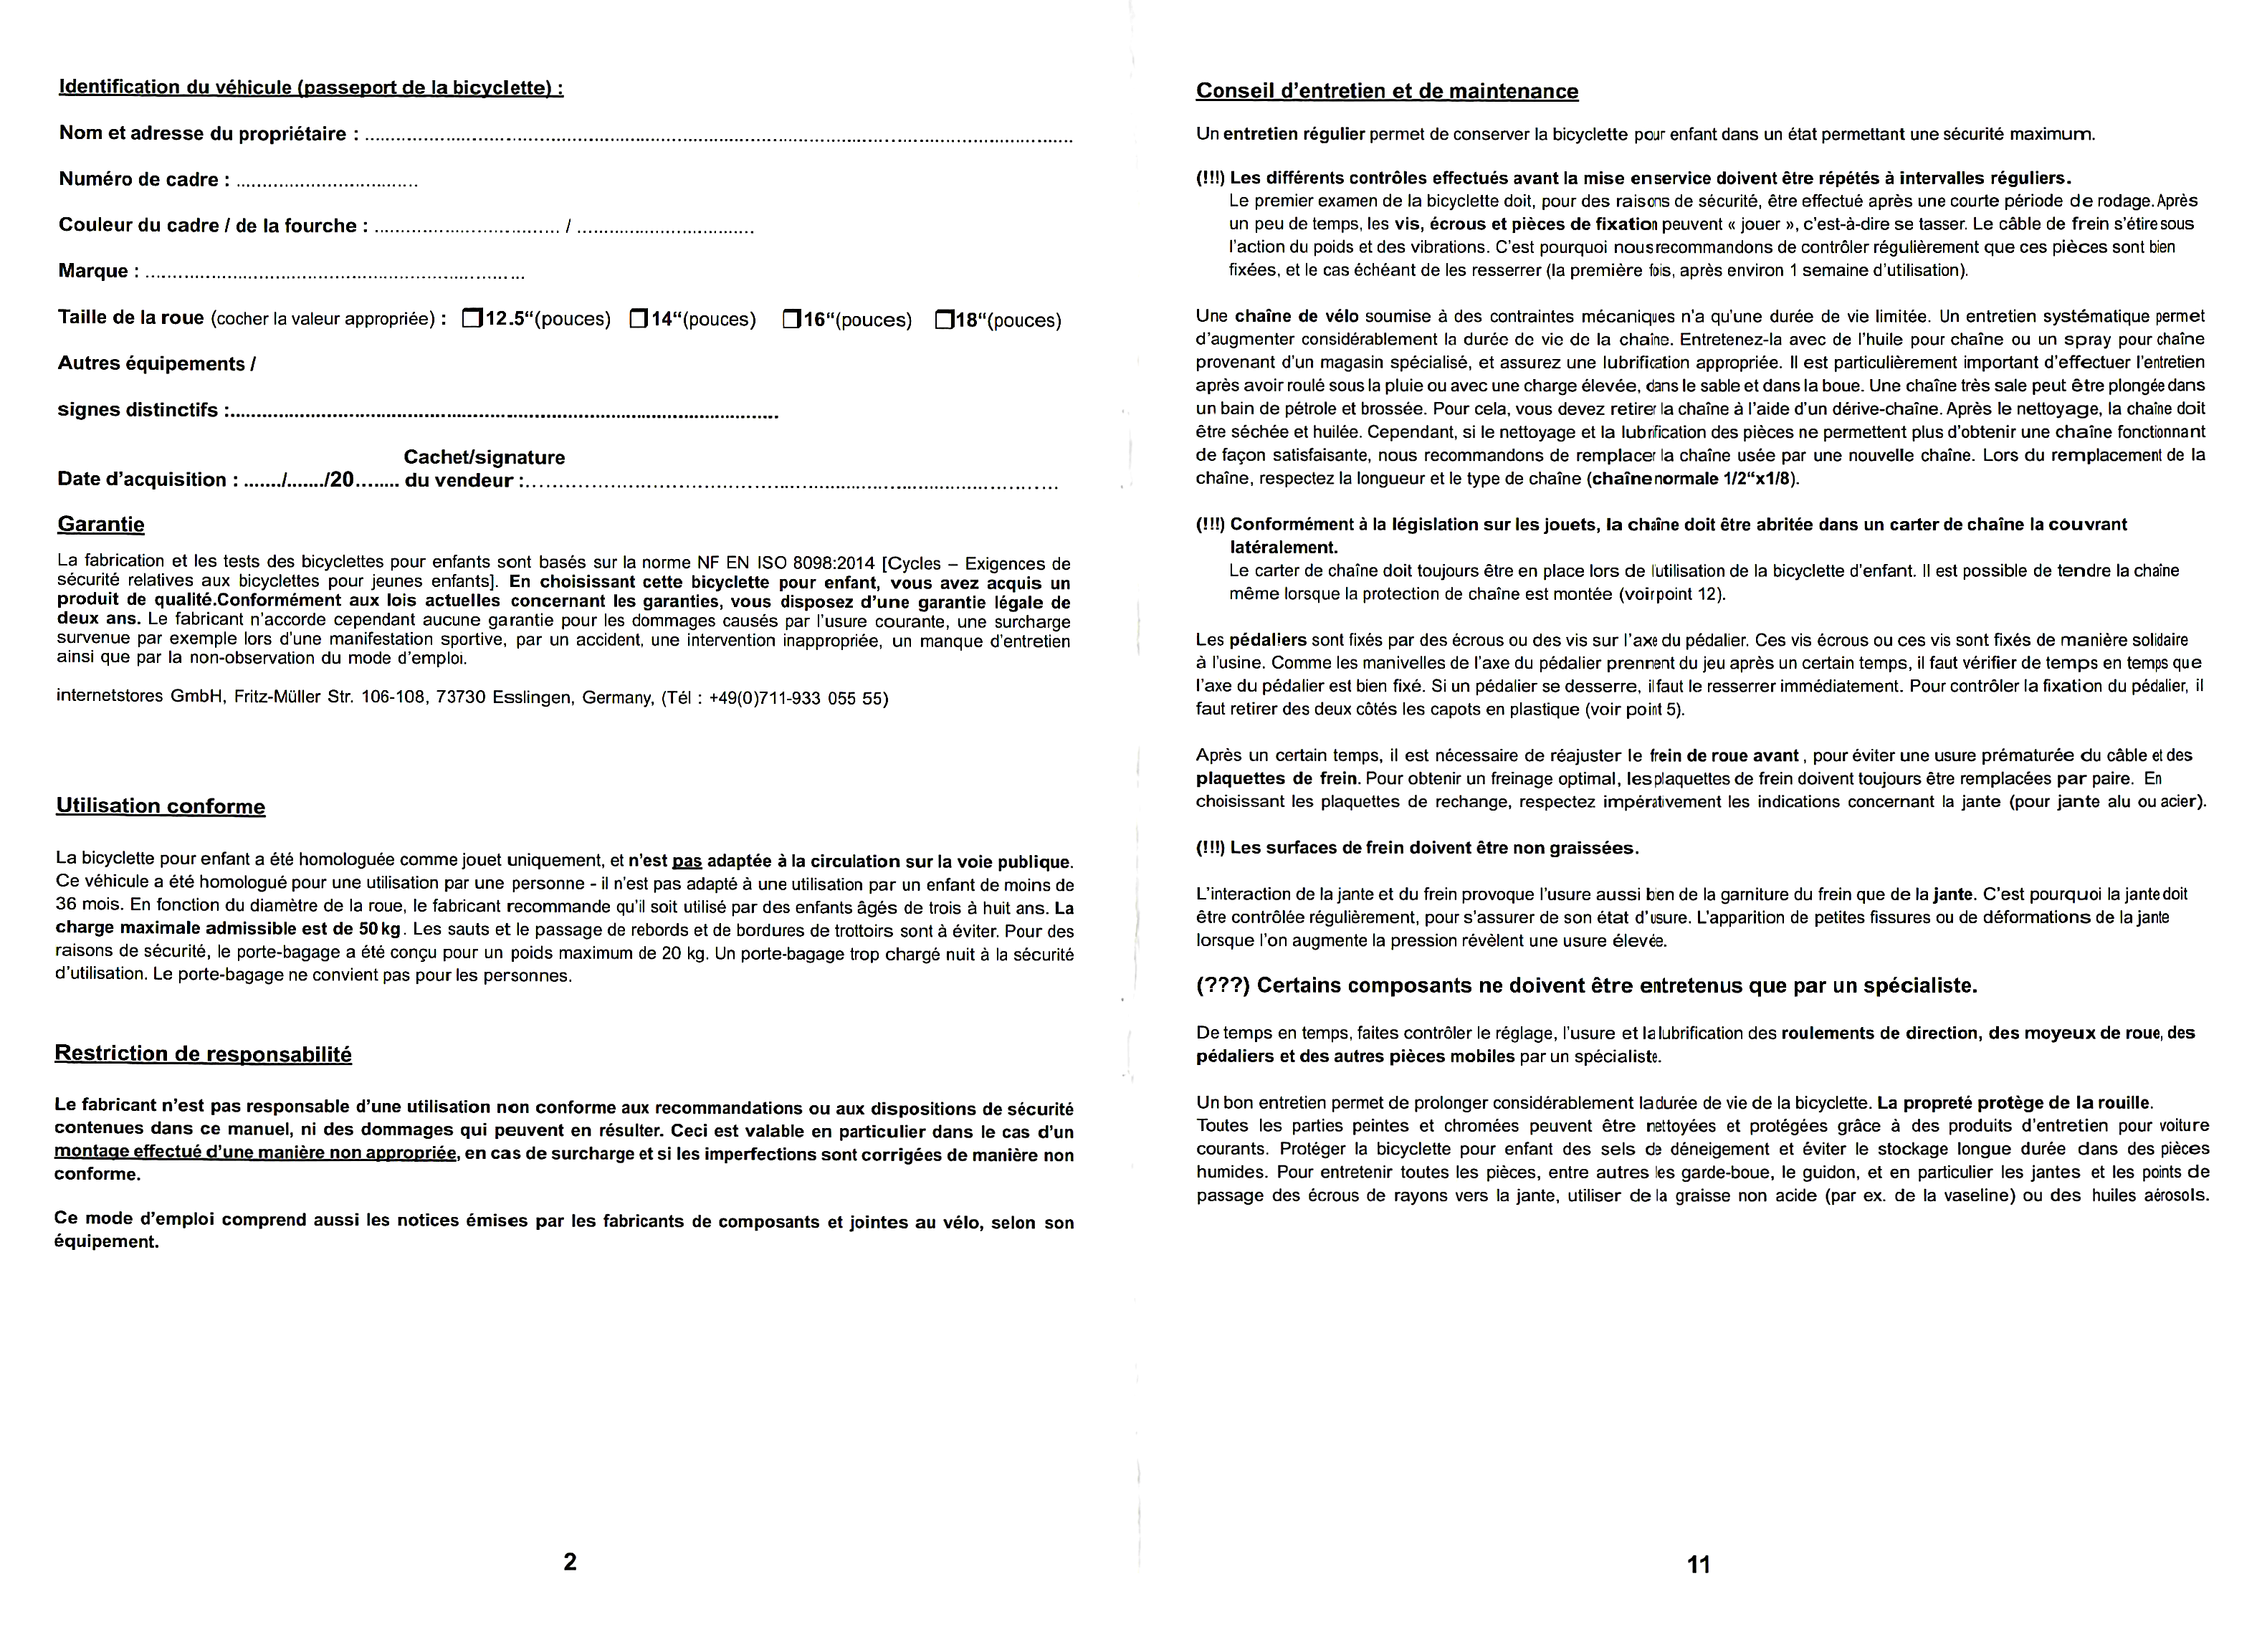 Identification du véhicule (passeport de la bicyclette) :
Nom et adresse du propriétaire : ................................................................................
Numéro de cadre : ..................................
Couleur du cadre / de la fourche : .................................. / .................................
Marque : ......................................................................
Taille de la roue (cocher la valeur appropriée) : ☐12.5“(pouces) ☐14“(pouces) ☐16“(pouces) ☐18“(pouces)
Autres équipements /
signes distinctifs :................................................................................
Cachet/signature
Date d’acquisition : ......./......./20........ du vendeur :................................................................................
Garantie
La fabrication et les tests des bicyclettes pour enfants sont basés sur la norme NF EN ISO 8098:2014 [Cycles – Exigences de
sécurité relatives aux bicyclettes pour jeunes enfants]. En choisissant cette bicyclette pour enfant, vous avez acquis un
produit de qualité.Conformément aux lois actuelles concernant les garanties, vous disposez d’une garantie légale de
deux ans. Le fabricant n’accorde cependant aucune garantie pour les dommages causés par l’usure courante, une surcharge
survenue par exemple lors d’une manifestation sportive, par un accident, une intervention inappropriée, un manque d’entretien
ainsi que par la non-observation du mode d’emploi.
internetstores GmbH, Fritz-Müller Str. 106-108, 73730 Esslingen, Germany, (Tél : +49(0)711-933 055 55)
Utilisation conforme
La bicyclette pour enfant a été homologuée comme jouet uniquement, et n’est pas adaptée à la circulation sur la voie publique.
Ce véhicule a été homologué pour une utilisation par une personne - il n’est pas adapté à une utilisation par un enfant de moins de
36 mois. En fonction du diamètre de la roue, le fabricant recommande qu’il soit utilisé par des enfants âgés de trois à huit ans. La
charge maximale admissible est de 50 kg. Les sauts et le passage de rebords et de bordures de trottoirs sont à éviter. Pour des
raisons de sécurité, le porte-bagage a été conçu pour un poids maximum de 20 kg. Un porte-bagage trop chargé nuit à la sécurité
d’utilisation. Le porte-bagage ne convient pas pour les personnes.
Restriction de responsabilité
Le fabricant n’est pas responsable d’une utilisation non conforme aux recommandations ou aux dispositions de sécurité
contenues dans ce manuel, ni des dommages qui peuvent en résulter. Ceci est valable en particulier dans le cas d’un
montage effectué d’une manière non appropriée, en cas de surcharge et si les imperfections sont corrigées de manière non
conforme.
Ce mode d’emploi comprend aussi les notices émises par les fabricants de composants et jointes au vélo, selon son
équipement.
2
Conseil d’entretien et de maintenance
Un entretien régulier permet de conserver la bicyclette pour enfant dans un état permettant une sécurité maximum.
(!!!) Les différents contrôles effectués avant la mise en service doivent être répétés à intervalles réguliers.
Le premier examen de la bicyclette doit, pour des raisons de sécurité, être effectué après une courte période de rodage. Après
un peu de temps, les vis, écrous et pièces de fixation peuvent « jouer », c’est-à-dire se tasser. Le câble de frein s’étire sous
l’action du poids et des vibrations. C’est pourquoi nous recommandons de contrôler régulièrement que ces pièces sont bien
fixées, et le cas échéant de les resserrer (la première fois, après environ 1 semaine d’utilisation).
Une chaîne de vélo soumise à des contraintes mécaniques n’a qu’une durée de vie limitée. Un entretien systématique permet
d’augmenter considérablement la durée de vie de la chaîne. Entretenez-la avec de l’huile pour chaîne ou un spray pour chaîne
provenant d’un magasin spécialisé, et assurez une lubrification appropriée. Il est particulièrement important d’effectuer l’entretien
après avoir roulé sous la pluie ou avec une charge élevée, dans le sable et dans la boue. Une chaîne très sale peut être plongée dans
un bain de pétrole et brossée. Pour cela, vous devez retirer la chaîne à l’aide d’un dérive-chaîne. Après le nettoyage, la chaîne doit
être séchée et huilée. Cependant, si le nettoyage et la lubrification des pièces ne permettent plus d’obtenir une chaîne fonctionnant
de façon satisfaisante, nous recommandons de remplacer la chaîne usée par une nouvelle chaîne. Lors du remplacement de la
chaîne, respectez la longueur et le type de chaîne (chaîne normale 1/2“x1/8).
(!!!) Conformément à la législation sur les jouets, la chaîne doit être abritée dans un carter de chaîne la couvrant
latéralement.
Le carter de chaîne doit toujours être en place lors de l’utilisation de la bicyclette d’enfant. Il est possible de tendre la chaîne
même lorsque la protection de chaîne est montée (voir point 12).
Les pédaliers sont fixés par des écrous ou des vis sur l’axe du pédalier. Ces vis écrous ou ces vis sont fixés de manière solidaire
à l’usine. Comme les manivelles de l’axe du pédalier prennent du jeu après un certain temps, il faut vérifier de temps en temps que
l’axe du pédalier est bien fixé. Si un pédalier se desserre, il faut le resserrer immédiatement. Pour contrôler la fixation du pédalier, il
faut retirer des deux côtés les capots en plastique (voir point 5).
Après un certain temps, il est nécessaire de réajuster le frein de roue avant, pour éviter une usure prématurée du câble et des
plaquettes de frein. Pour obtenir un freinage optimal, les plaquettes de frein doivent toujours être remplacées par paire. En
choisissant les plaquettes de rechange, respectez impérativement les indications concernant la jante (pour jante alu ou acier).
(!!!) Les surfaces de frein doivent être non graissées.
L’interaction de la jante et du frein provoque l’usure aussi bien de la garniture du frein que de la jante. C’est pourquoi la jante doit
être contrôlée régulièrement, pour s’assurer de son état d’usure. L’apparition de petites fissures ou de déformations de la jante
lorsque l’on augmente la pression révèlent une usure élevée.
(???) Certains composants ne doivent être entretenus que par un spécialiste.
De temps en temps, faites contrôler le réglage, l’usure et la lubrification des roulements de direction, des moyeux de roue, des
pédaliers et des autres pièces mobiles par un spécialiste.
Un bon entretien permet de prolonger considérablement la durée de vie de la bicyclette. La propreté protège de la rouille.
Toutes les parties peintes et chromées peuvent être nettoyées et protégées grâce à des produits d’entretien pour voiture
courants. Protéger la bicyclette pour enfant des sels de déneigement et éviter le stockage longue durée dans des pièces
humides. Pour entretenir toutes les pièces, entre autres les garde-boue, le guidon, et en particulier les jantes et les points de
passage des écrous de rayons vers la jante, utiliser de la graisse non acide (par ex. de la vaseline) ou des huiles aérosols.
11